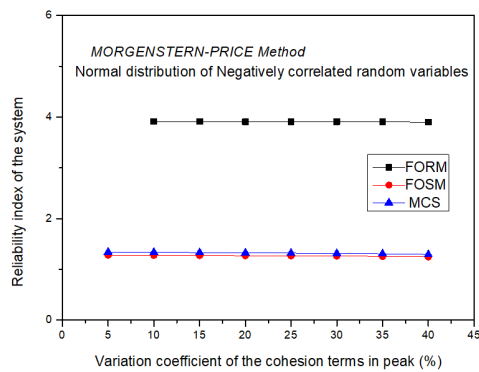 6
4
2
0
Reliability index of the system
MORGENSTERN-PRICE Method
Normal distribution of Negatively correlated random variables
FORM
FOSM
MCS
0 5 10 15 20 25 30 35 40 45
Variation coefficient of the cohesion terms in peak (%)